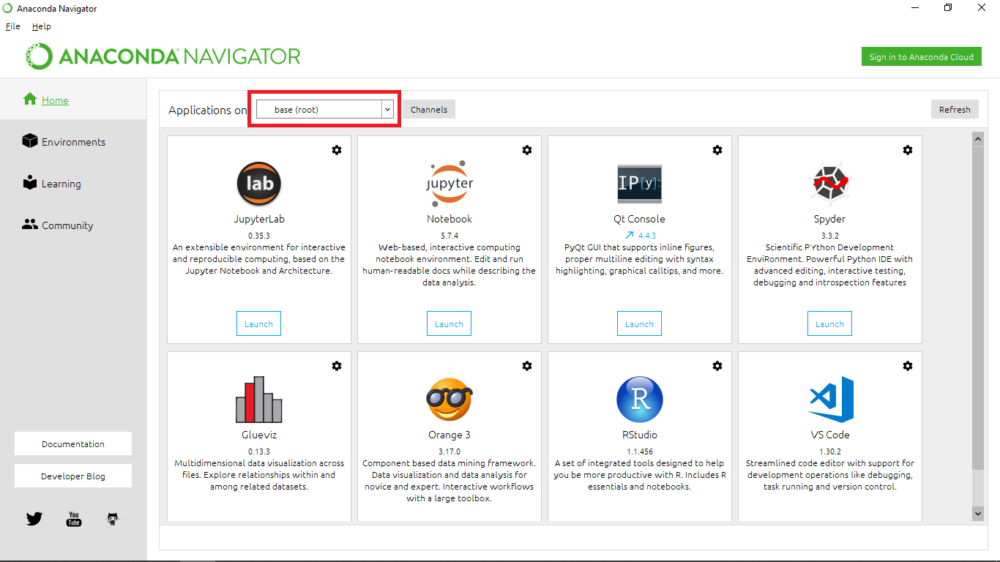 Anaconda Navigator
File Help
ANACONDA NAVIGATOR
Sign in to Anaconda Cloud
Home
Environments
Learning
Community
Documentation
Developer Blog
You
Tube
Applications on base (root) Channels Refresh
lab
JupyterLab
0.35.3
An extensible environment for interactive
and reproducible computing, based on the
Jupyter Notebook and Architecture.
Launch
jupyter
Notebook
5.7.4
Web-based, interactive computing
notebook environment. Edit and run
human-readable docs while describing the
data analysis.
Launch
IP[y]:
Qt Console
4.4.3
PyQt GUI that supports inline figures,
proper multiline editing with syntax
highlighting, graphical calltips, and more.
Launch
Spyder
3.3.2
Scientific PYthon Development
EnviRonment. Powerful Python IDE with
advanced editing, interactive testing,
debugging and introspection features
Launch
Glueviz
0.13.3
Multidimensional data visualization across
files. Explore relationships within and
among related datasets.
Orange 3
3.17.0
Component based data mining framework.
Data visualization and data analysis for
novice and expert. Interactive workflows
with a large toolbox.
R
RStudio
1.1.456
A set of integrated tools designed to help
you be more productive with R. Includes R
essentials and notebooks.
VS Code
1.30.2
Streamlined code editor with support for
development operations like debugging,
task running and version control.